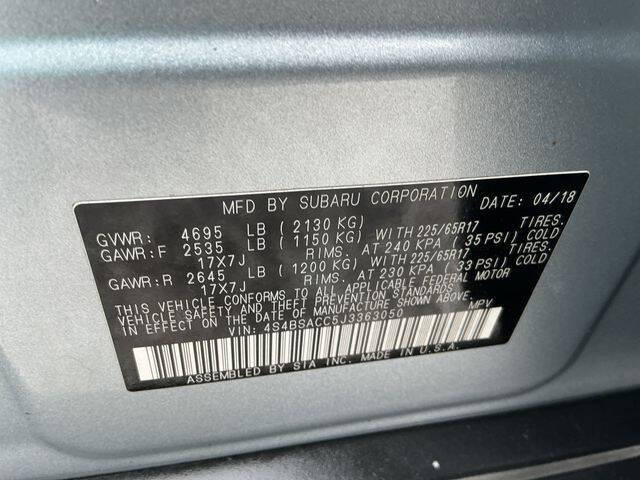 MFD BY SUBARU CORPORATION DATE: 04/18
GVWR: 4695 LB ( 2130 KG)
GAWR:F 2535 LB ( 1150 KG) WITH 225/65R17 TIRES.
17X7J RIMS. AT 240 KPA ( 35 PSI) COLD
GAWR:R 2645 LB ( 1200 KG) WITH 225/65R17 TIRES.
17X7J RIMS. AT 230 KPA ( 33 PSI) COLD
THIS VEHICLE CONFORMS TO ALL APPLICABLE FEDERAL MOTOR
VEHICLE SAFETY AND THEFT PREVENTION STANDARDS
IN EFFECT ON THE DATE OF MANUFACTURE SHOWN ABOVE.
VIN: 4S4BSACC5J3363050 MPV
ASSEMBLED BY SIA INC. MADE IN U.S.A.